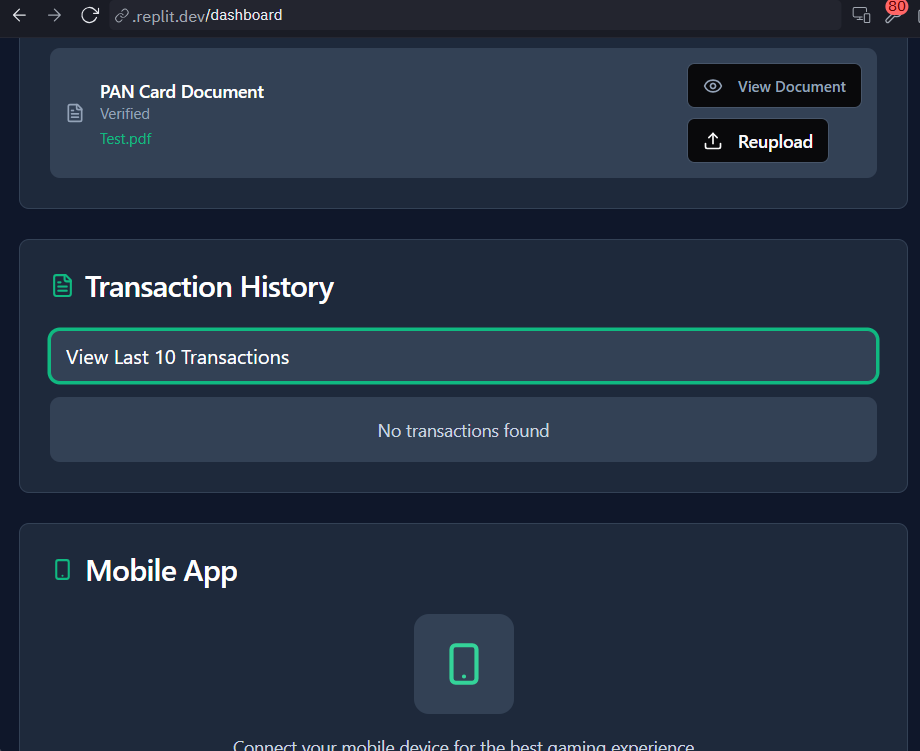 .replit.dev/dashboard
80
PAN Card Document
Verified
Test.pdf
View Document
Reupload
Transaction History
View Last 10 Transactions
No transactions found
Mobile App
Connect your mobile device for the best gaming experience